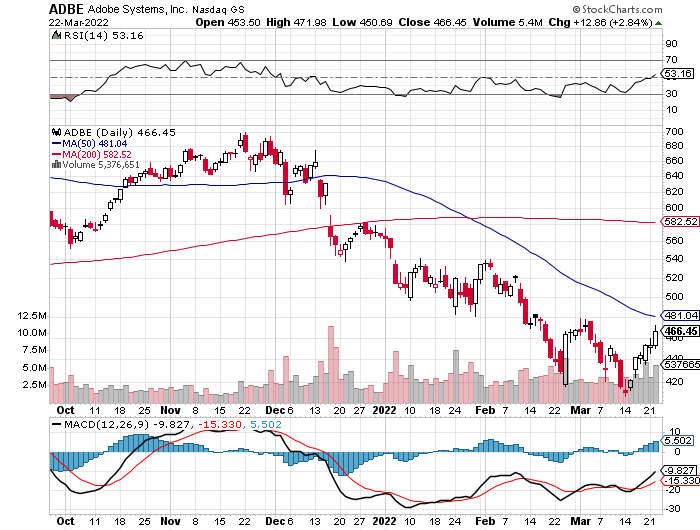 ADBE Adobe Systems, Inc. Nasdaq GS © StockCharts.com
22-Mar-2022 Open 453.50 High 471.98 Low 450.69 Close 466.45 Volume 5.4M Chg +12.86 (+2.84%)
RSI(14) 53.16
90
70
53.16
30
10
ADBE (Daily) 466.45
MA(50) 481.04
MA(200) 582.52
Volume 5,376,651
700
680
660
640
620
600
582.52
560
540
520
500
481.04
466.45
460
440
537665
420
12.5M
10.0M
7.5M
5.0M
2.5M
Oct 11 18 25 Nov 8 15 22 Dec 6 13 20 27 2022 10 18 24 Feb 7 14 22 Mar 7 14 21
MACD(12,26,9) -9.827, -15.330, 5.502
10
5.502
0
-9.827
-15.330
-30
10
0
-10
-20
-30
Oct 11 18 25 Nov 8 15 22 Dec 6 13 20 27 2022 10 18 24 Feb 7 14 22 Mar 7 14 21